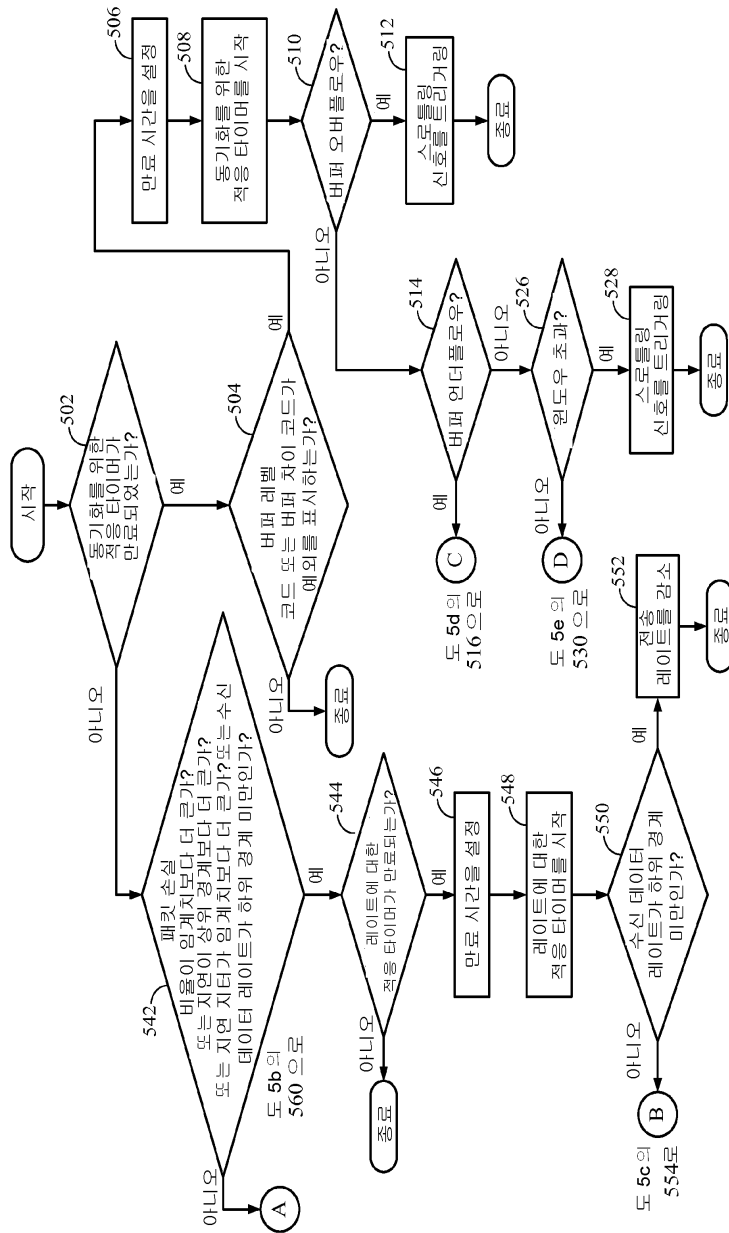 시작
502
동기화를 위한
적응 타이머가
만료되었는가?
아니오
예
504
버퍼 레벨
코드 또는 버퍼 차이 코드가
예외를 표시하는가?
아니오
종료
예
506
만료 시간을 설정
508
동기화를 위한
적응 타이머를 시작
510
버퍼 오버플로우?
예
512
스로틀링
신호를트리거링
종료
아니오
514
버퍼 언더플로우?
예
C
도 5d의
516 으로
아니오
526
윈도우 초과?
아니오
D
도 5e의
530 으로
예
528
스로틀링
신호를 트리거링
종료
542
패킷 손실
비율이 임계치보다 더 큰가?
또는 지연이 상위 경계보다 더 큰가?
또는 지연 지터가 임계치보다 더 큰가? 또는 수신
데이터 레이트가 하위 경계 미만인가?
아니오
A
도 5b의
560 으로
예
544
레이트에 대한
적응 타이머가 만료되는가?
아니오
종료
예
546
만료 시간을 설정
548
레이트에 대한
적응 타이머를 시작
550
수신 데이터
레이트가 하위 경계
미만인가?
아니오
B
도 5c의
554로
예
552
전송
레이트를 감소
종료